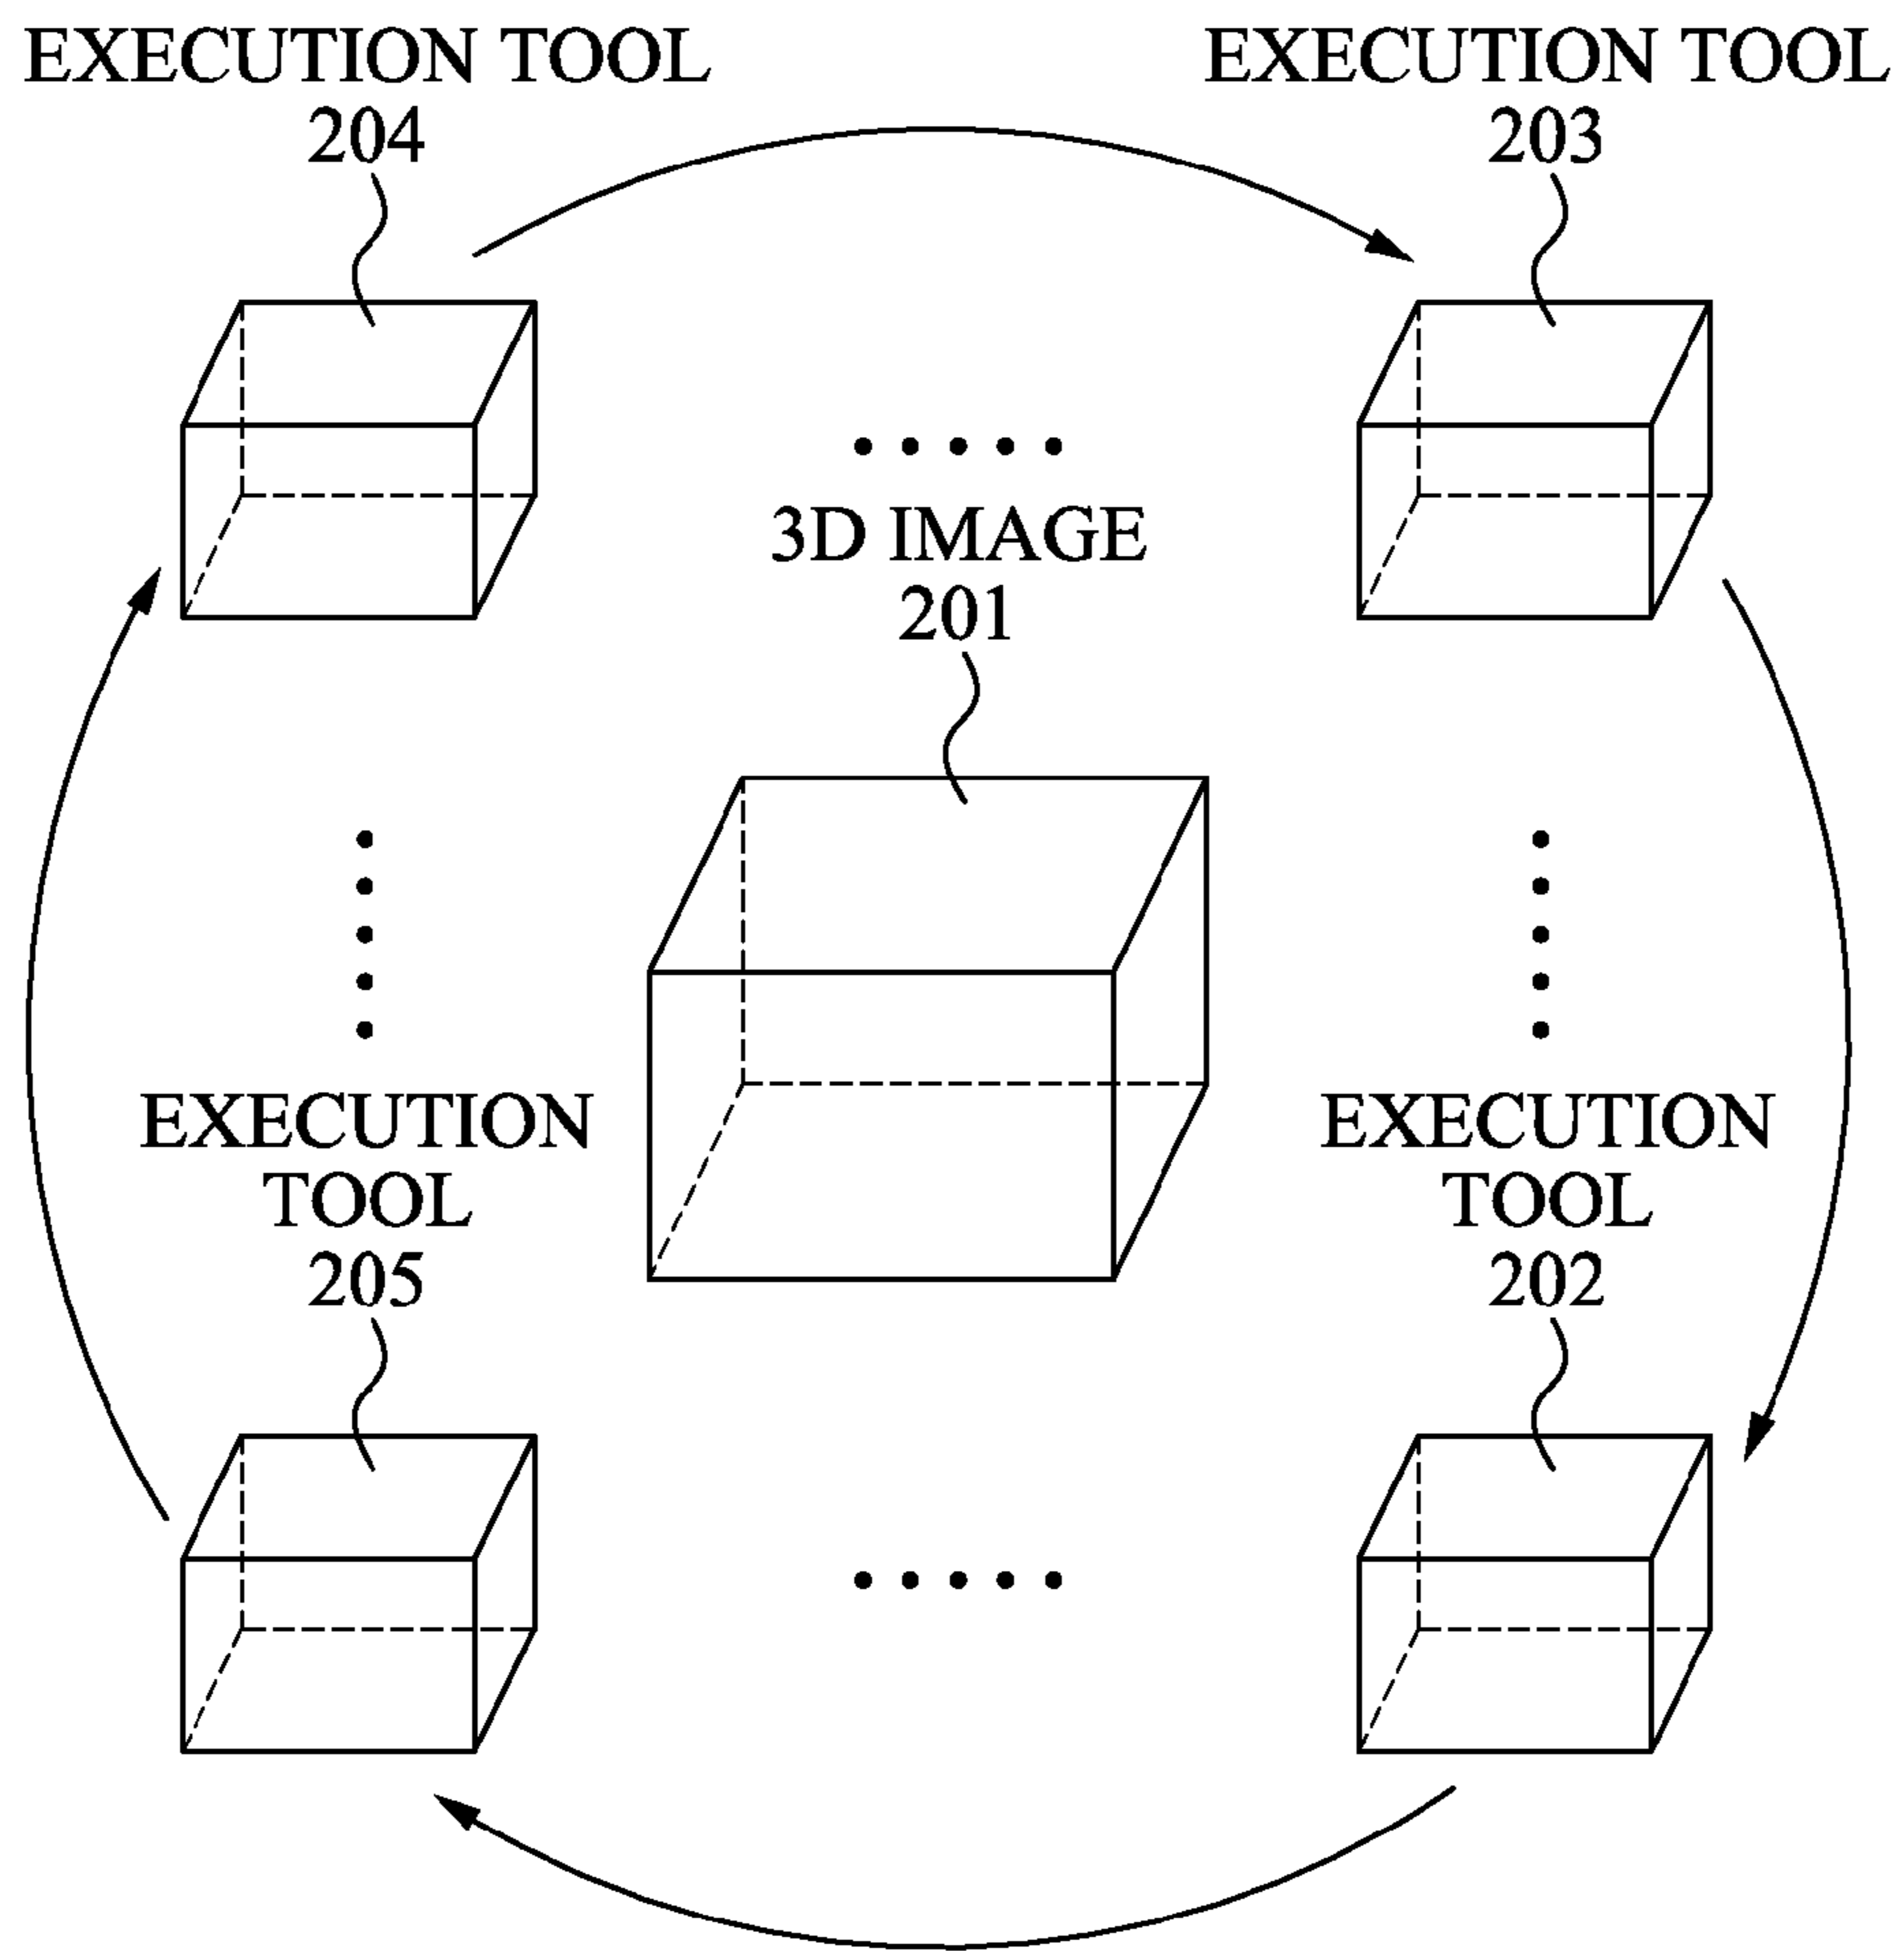 EXECUTION TOOL
204
EXECUTION TOOL
203
3D IMAGE
201
EXECUTION
TOOL
205
EXECUTION
TOOL
202